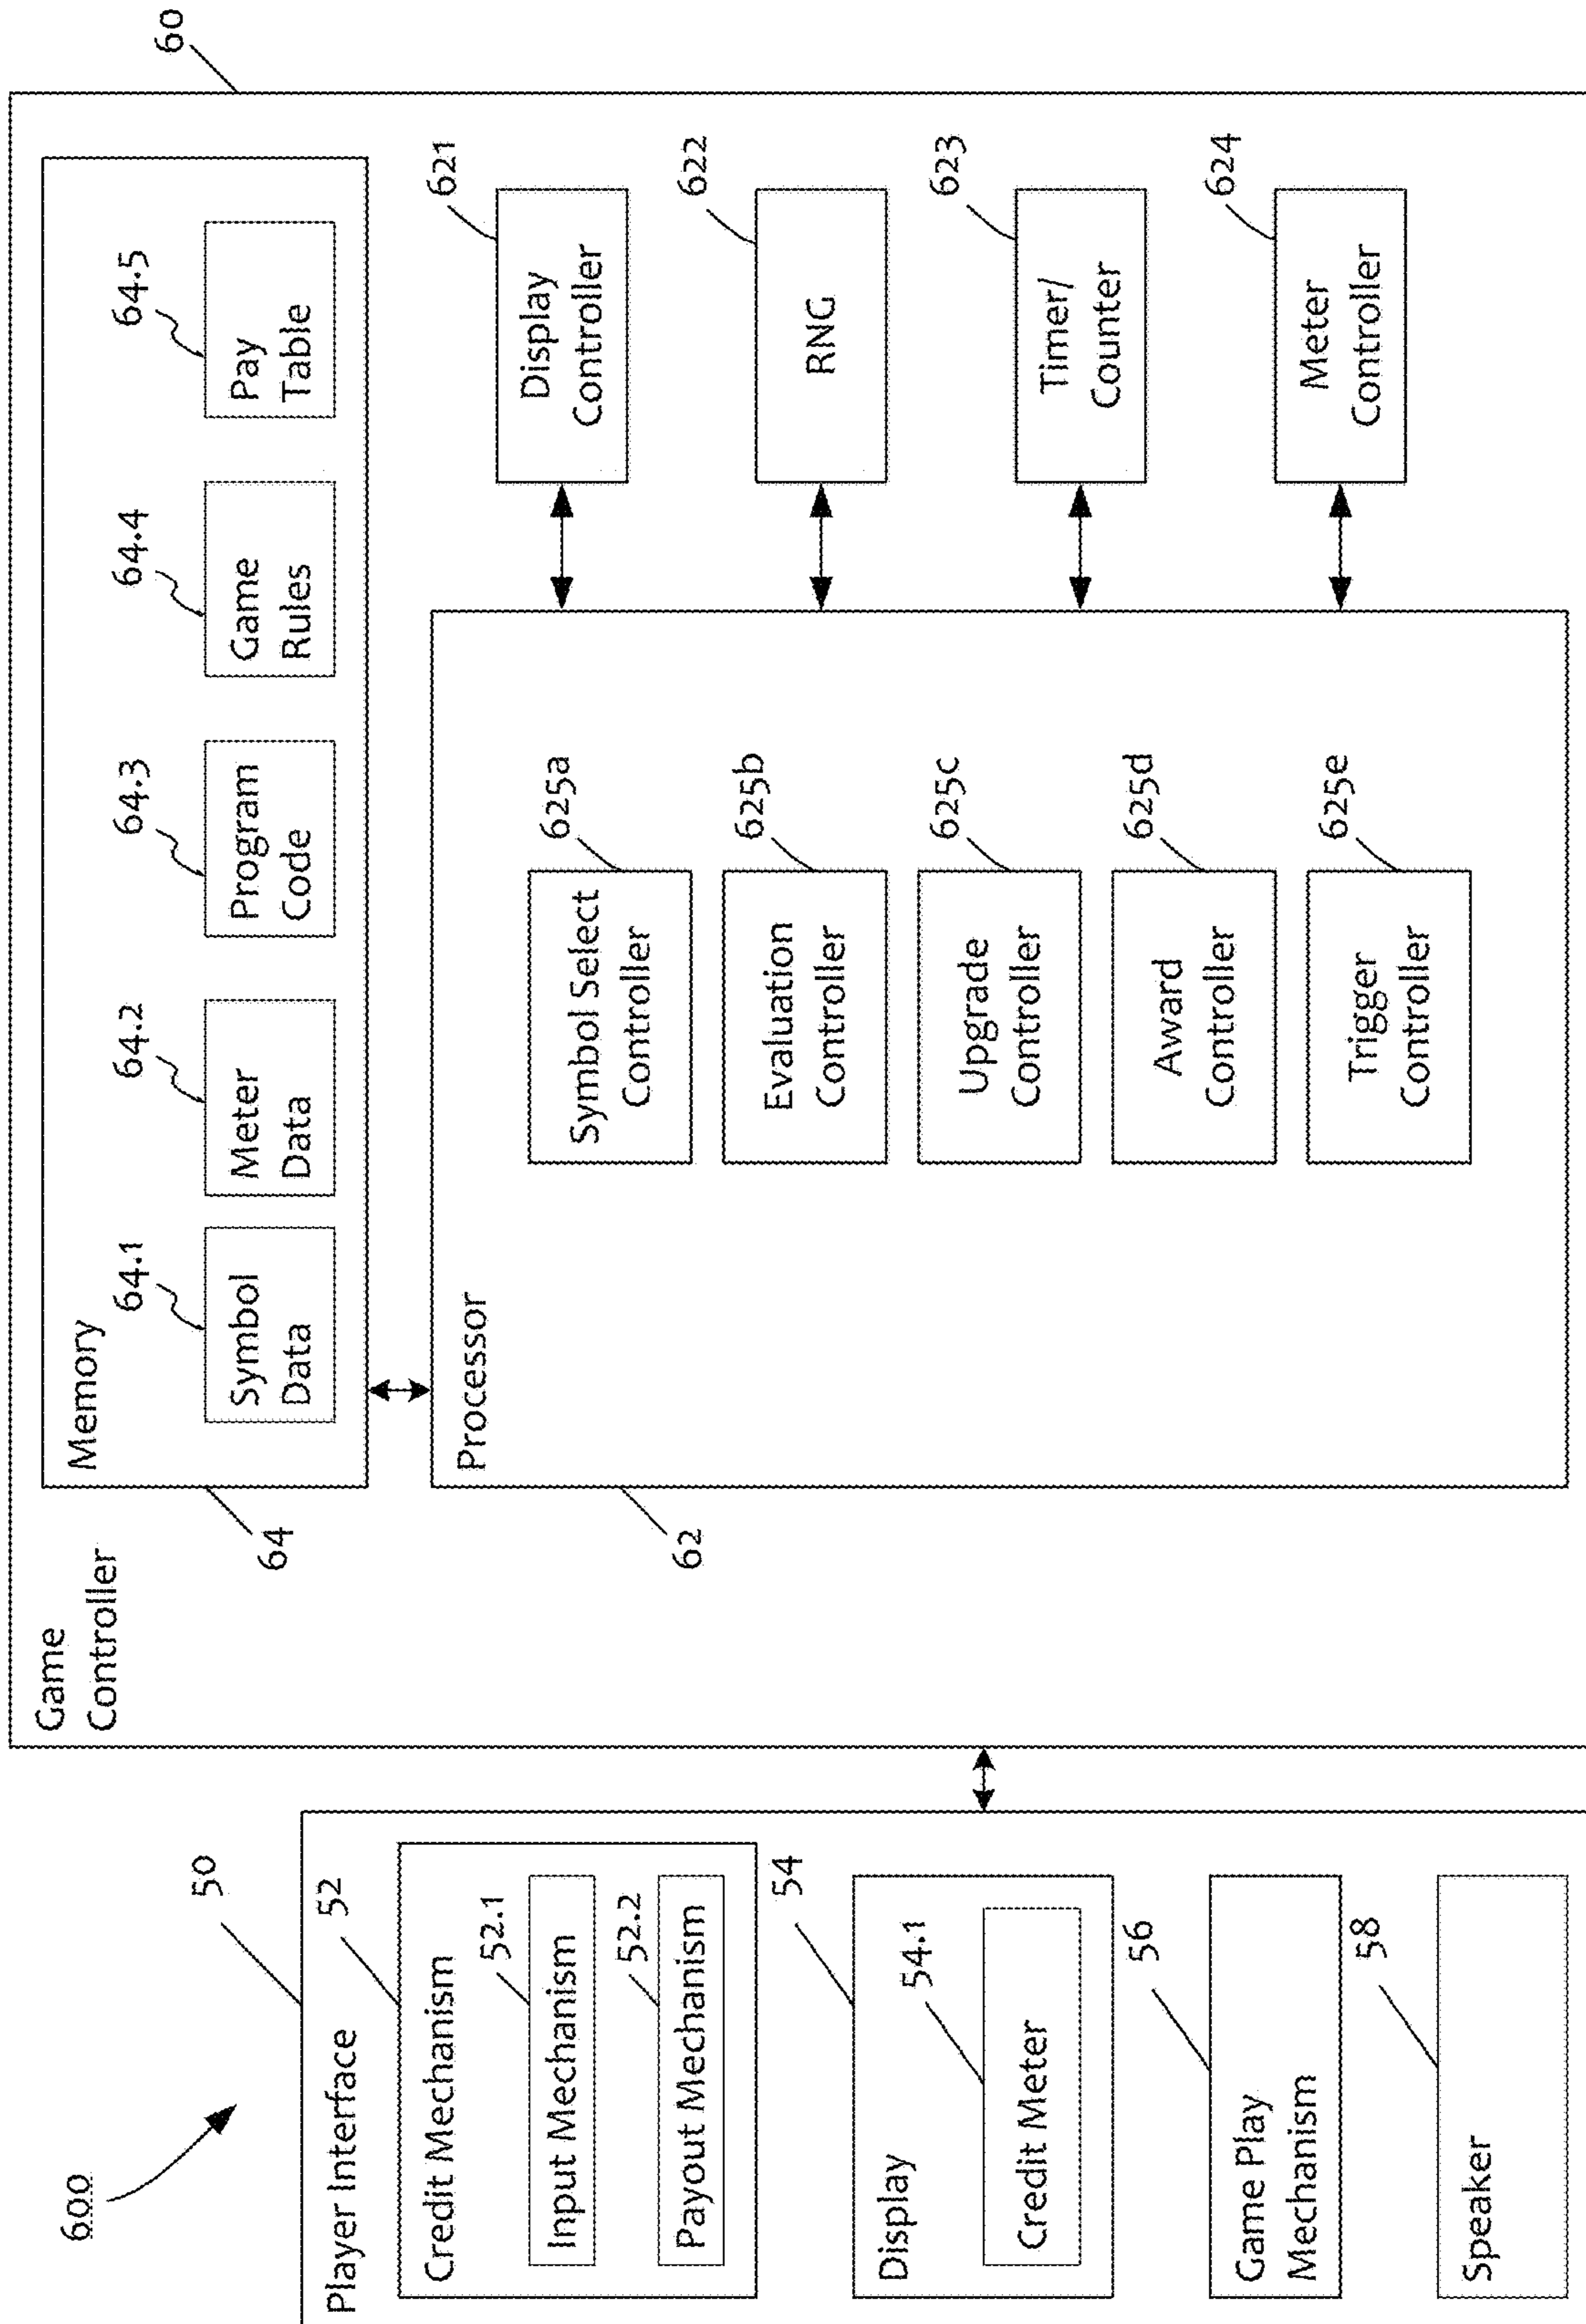 600
50
Player Interface
52
Credit Mechanism
52.1
Input Mechanism
52.2
Payout Mechanism
54
Display
54.1
Credit Meter
56
Game Play
Mechanism
58
Speaker
60
Game
Controller
64
Memory
64.1
Symbol
Data
64.2
Meter
Data
64.3
Program
Code
64.4
Game
Rules
64.5
Pay
Table
62
Processor
625a
Symbol Select
Controller
625b
Evaluation
Controller
625c
Upgrade
Controller
625d
Award
Controller
625e
Trigger
Controller
621
Display
Controller
622
RNG
623
Timer/
Counter
624
Meter
Controller